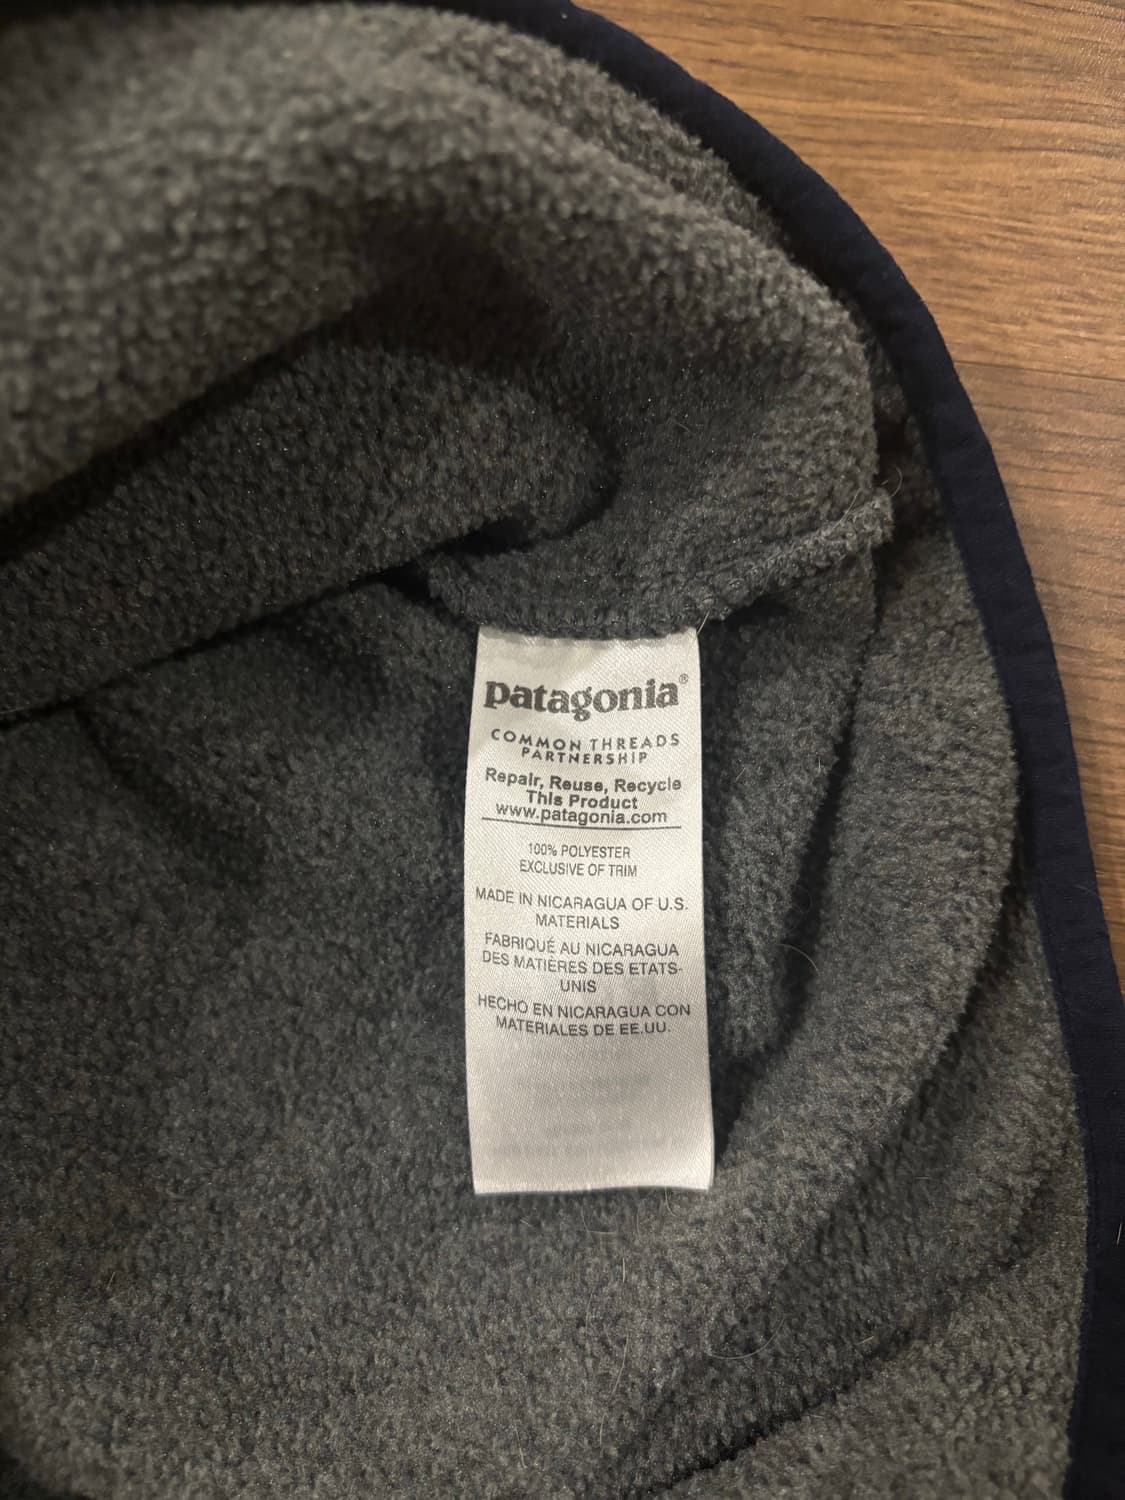 patagonia®
COMMON THREADS
PARTNERSHIP
Repair, Reuse, Recycle
This Product
www.patagonia.com
100% POLYESTER
EXCLUSIVE OF TRIM
MADE IN NICARAGUA OF U.S.
MATERIALS
FABRIQUÉ AU NICARAGUA
DES MATIÈRES DES ETATS-
UNIS
HECHO EN NICARAGUA CON
MATERIALES DE EE.UU.